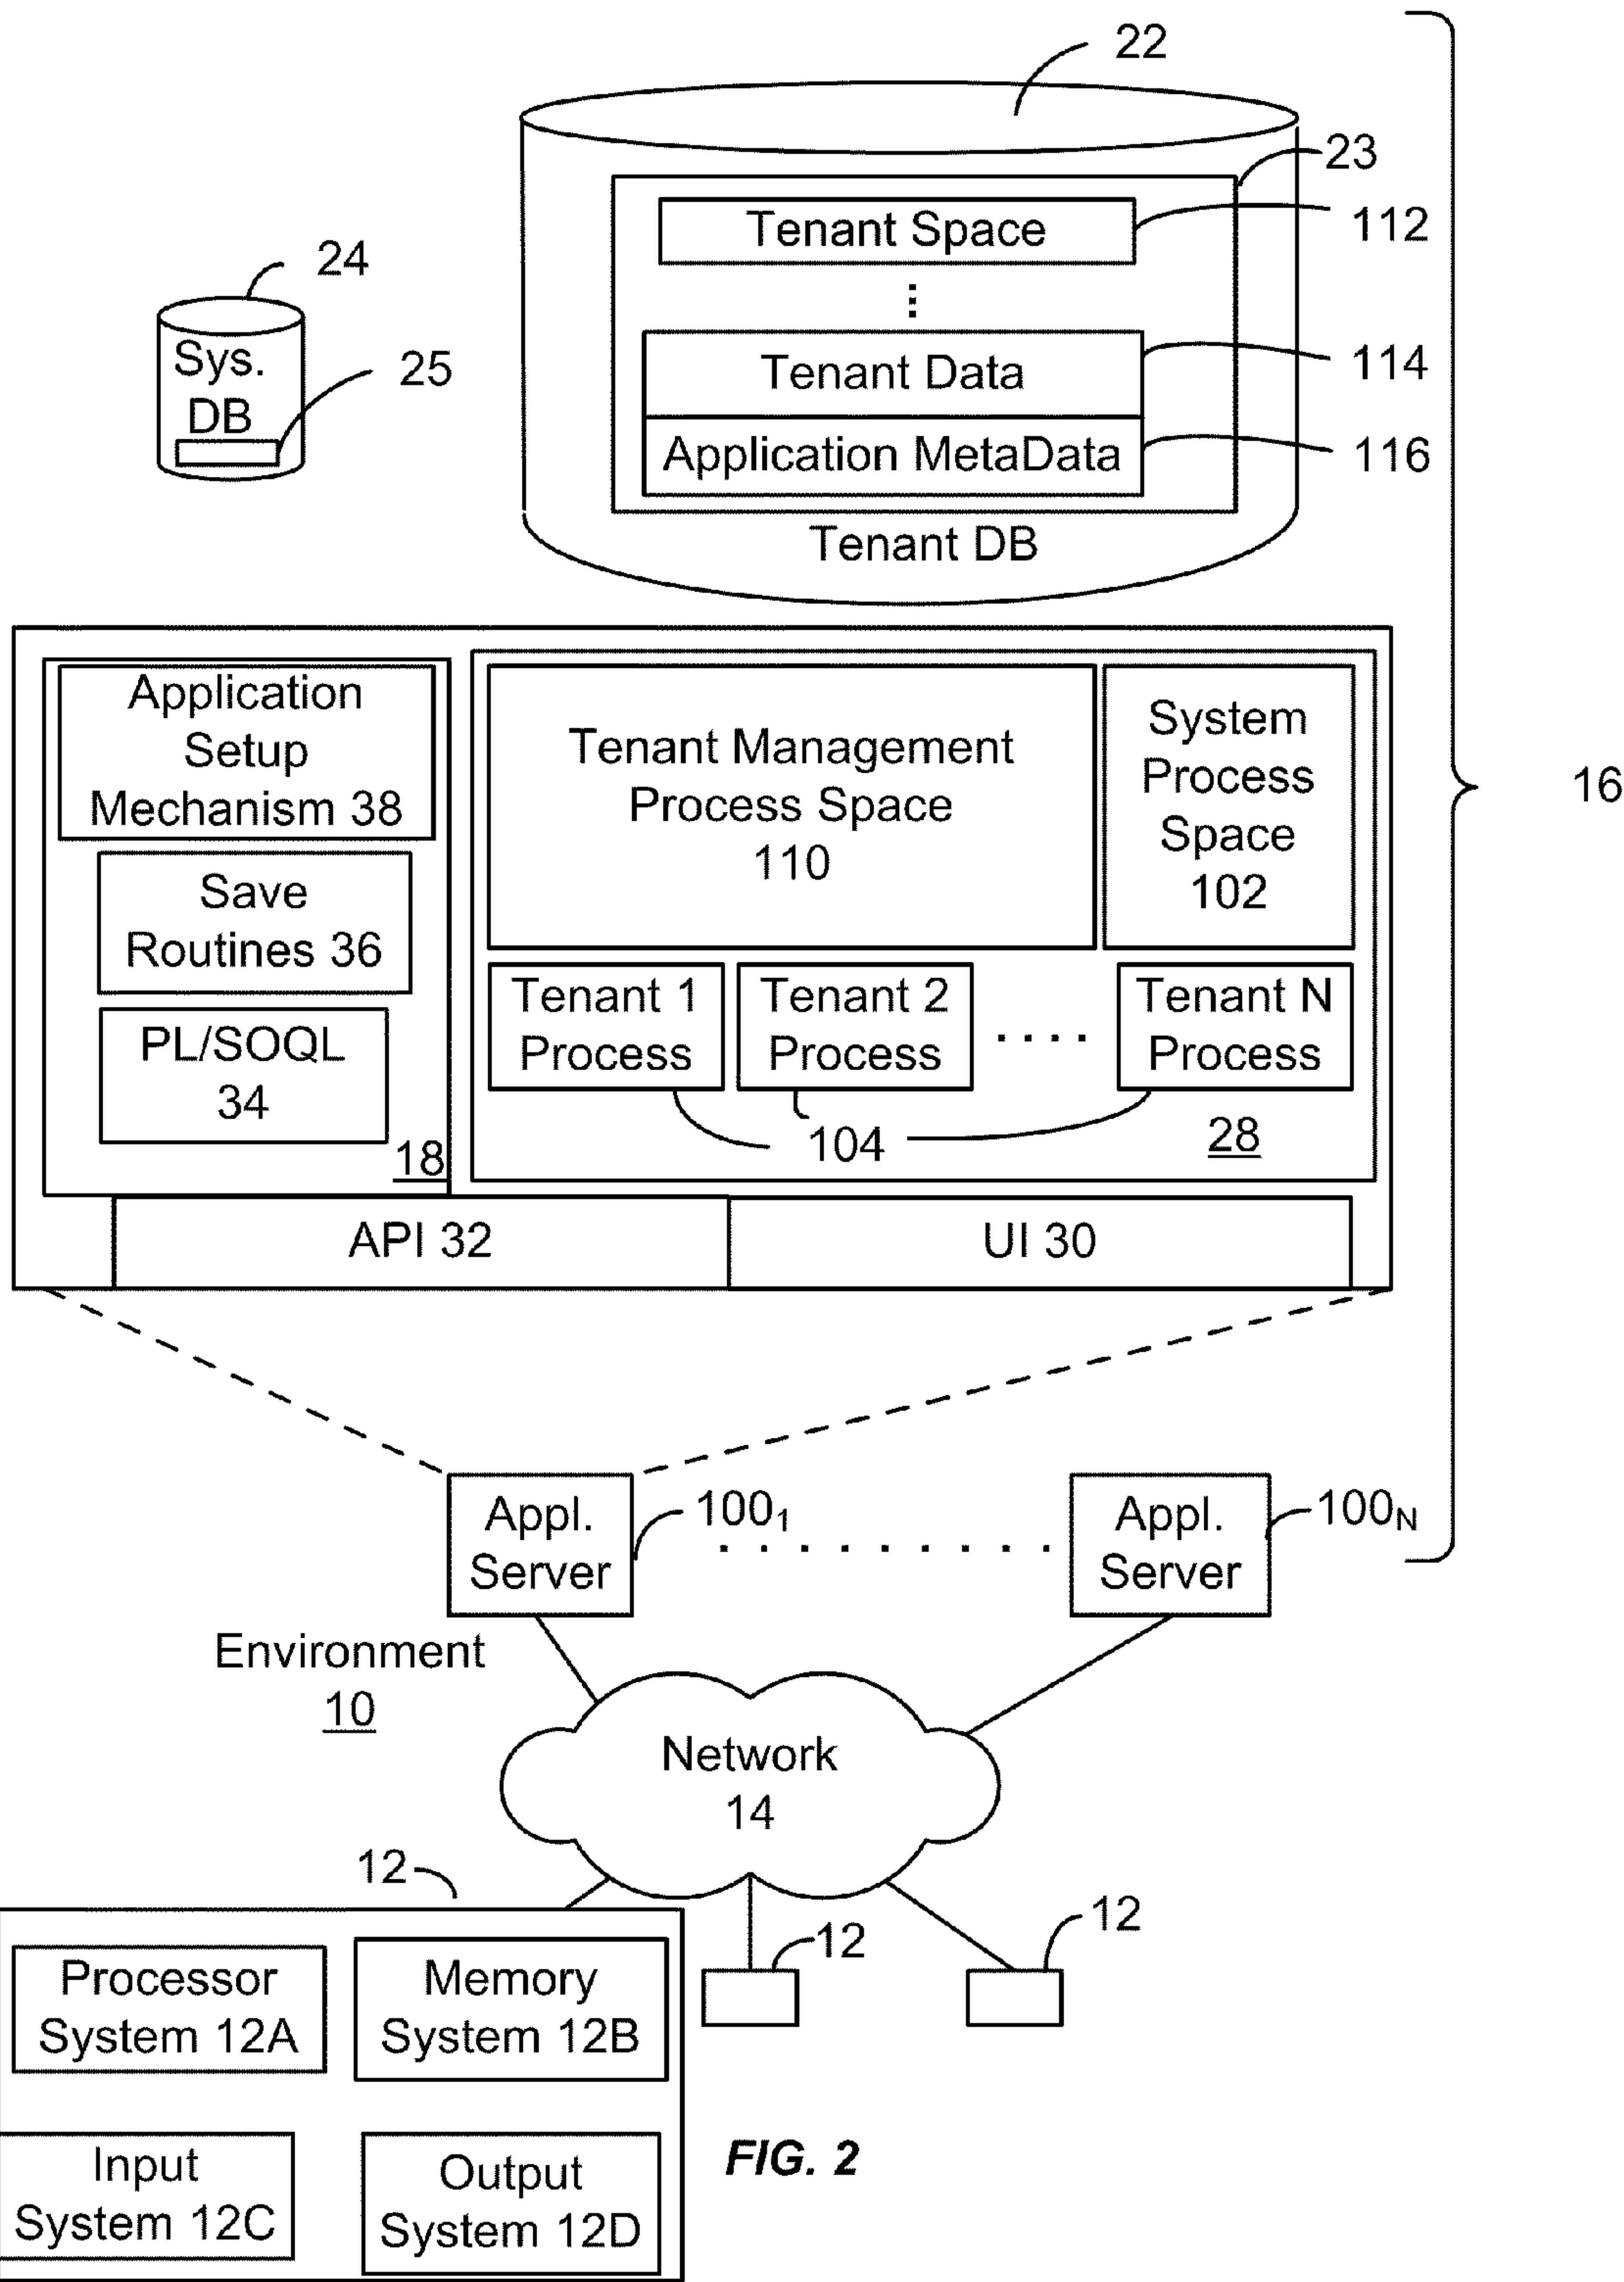 22
23
Tenant Space
112
24
Sys.
DB
25
Tenant Data
114
Application MetaData
116
Tenant DB
16
Application
Setup
Mechanism 38
Save
Routines 36
PL/SOQL
34
18
Tenant Management
Process Space
110
System
Process
Space
102
Tenant 1
Process
Tenant 2
Process
....
Tenant N
Process
104
28
API 32
UI 30
Appl.
Server
100₁
Appl.
Server
100N
Environment
10
Network
14
12
12
12
Processor
System 12A
Memory
System 12B
Input
System 12C
Output
System 12D
FIG. 2